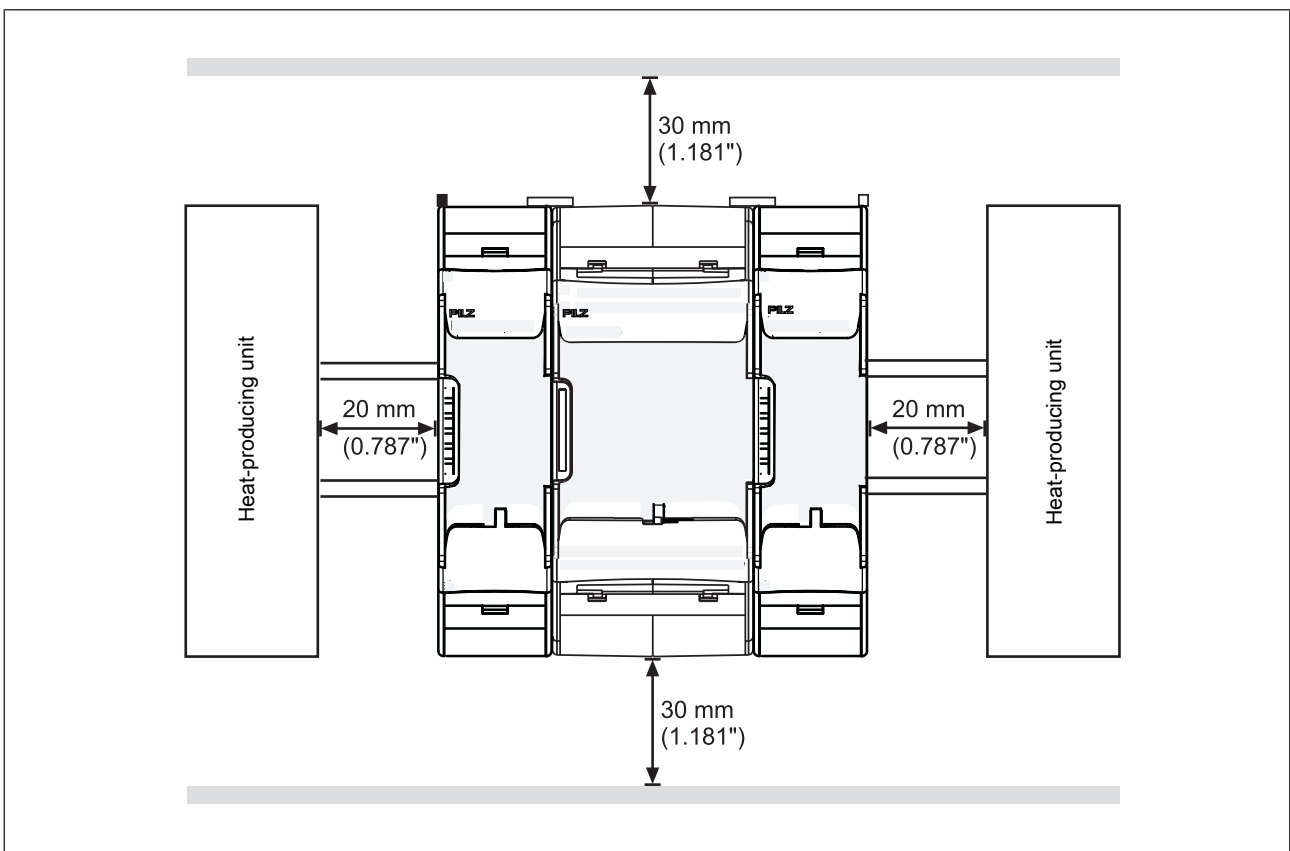 30 mm
(1.181")
PILZ
PILZ
PILZ
Heat-producing unit
20 mm
(0.787")
20 mm
(0.787")
Heat-producing unit
30 mm
(1.181")